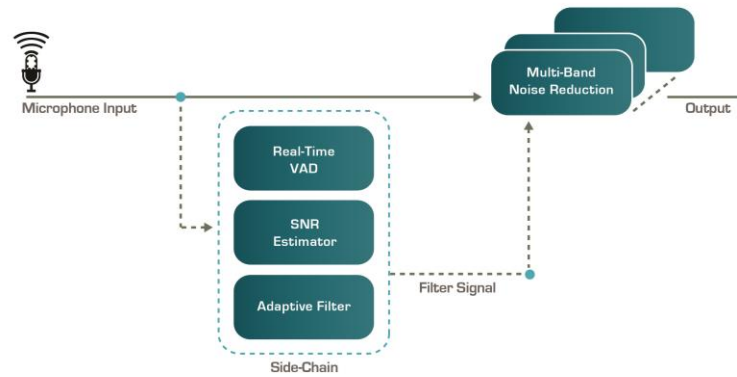 Multi-Band
Noise Reduction
Microphone Input
Output
Real-Time
VAD
SNR
Estimator
Adaptive Filter
Filter Signal
Side-Chain